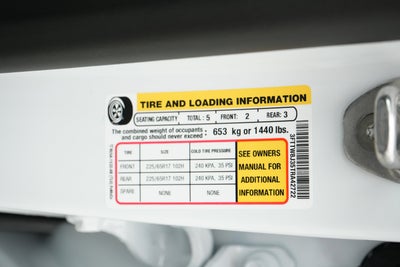 TIRE AND LOADING INFORMATION
SEATING CAPACITY TOTAL : 5 FRONT: 2 REAR: 3
The combined weight of occupants
and cargo should never exceed : 653 kg or 1440 lbs.
TIRE SIZE COLD TIRE PRESSURE
FRONT 225/65R17 102H 240 KPA, 35 PSI
REAR 225/65R17 102H 240 KPA, 35 PSI
SPARE NONE NONE
SEE OWNERS
MANUAL FOR
ADDITIONAL
INFORMATION